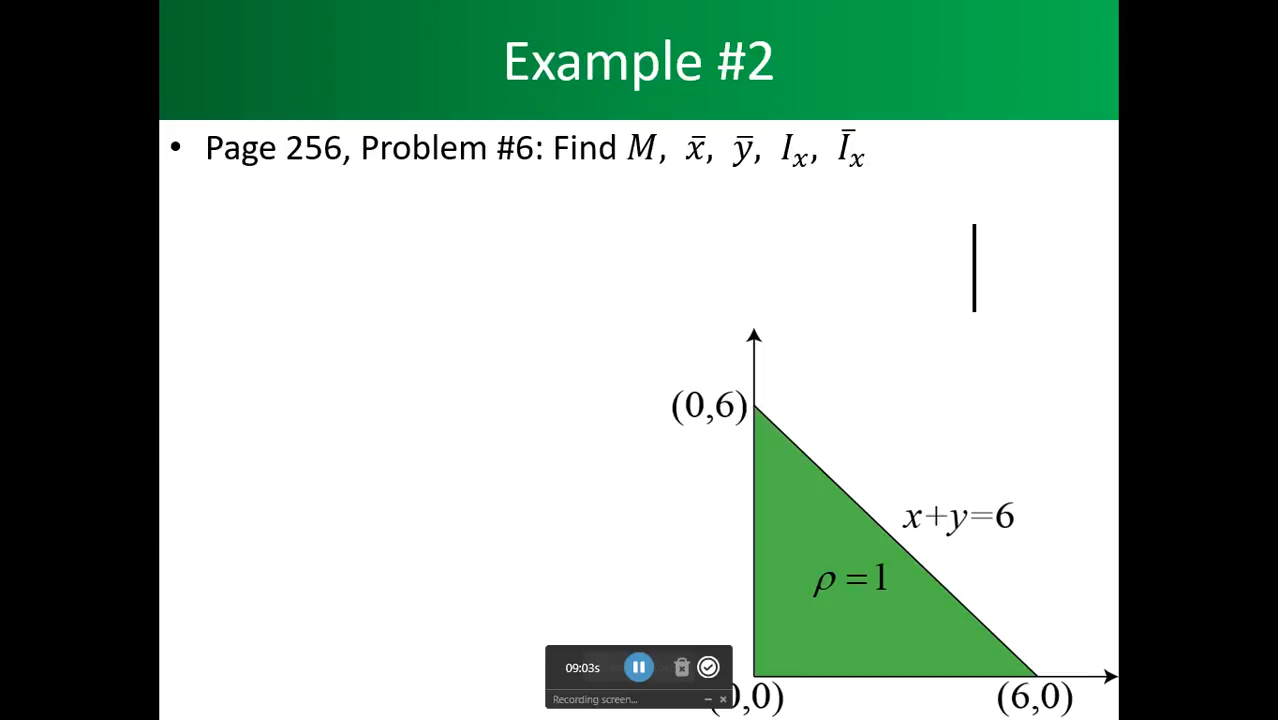 Example #2
• Page 256, Problem #6: Find M, x̄, ȳ, Iₓ, Īₓ
(0,6)
x+y=6
ρ =1
09:03s
Recording screen...
,0)
(6,0)